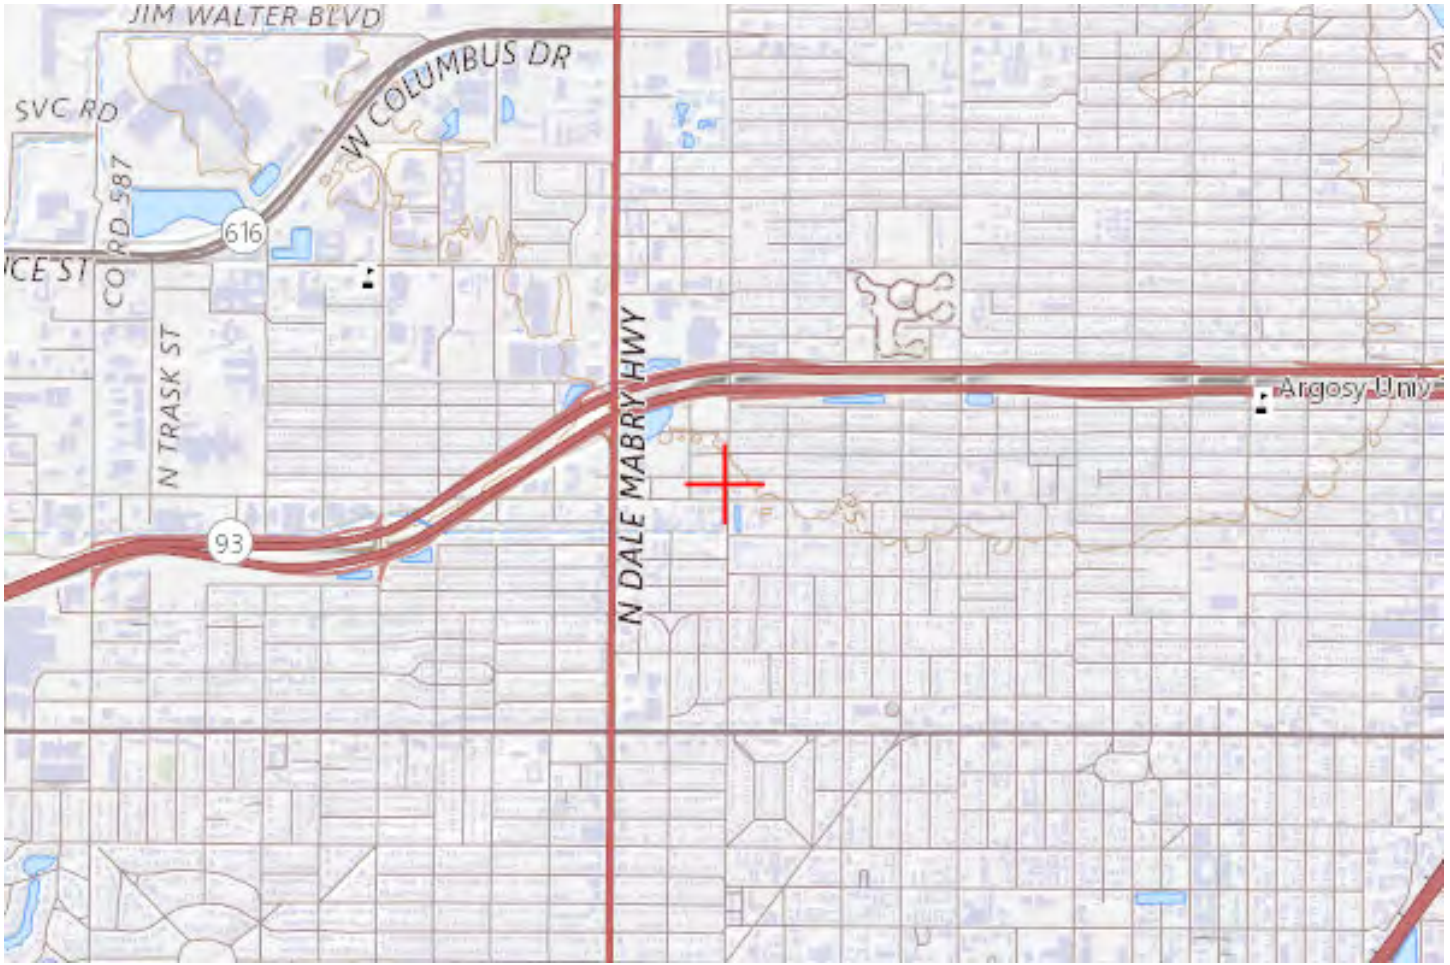 JIM WALTER BLVD
W COLUMBUS DR
SVC RD
CO RD 587
616
ICE ST
N TRASK ST
N DALE MABRY HWY
Argosy Univ
93